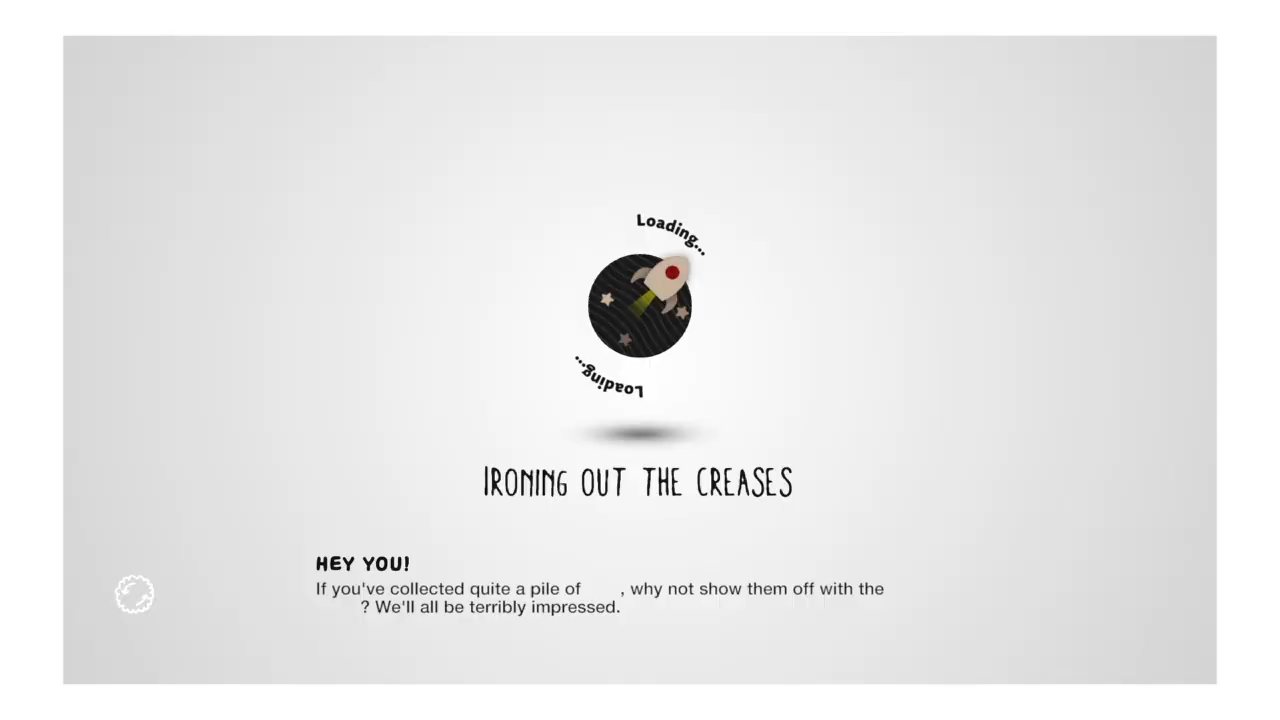 Loading...
Loading...
IRONING OUT THE CREASES
HEY YOU!
If you've collected quite a pile of , why not show them off with the
? We'll all be terribly impressed.